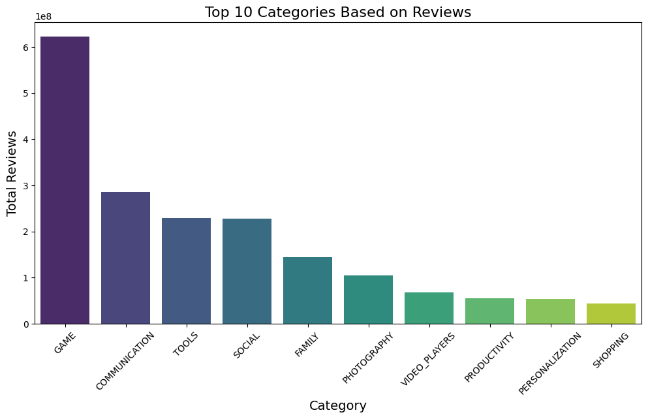 Top 10 Categories Based on Reviews
1e8
6
5
4
3
2
1
0
Total Reviews
GAME
COMMUNICATION
TOOLS
SOCIAL
FAMILY
PHOTOGRAPHY
VIDEO_PLAYERS
PRODUCTIVITY
PERSONALIZATION
SHOPPING
Category